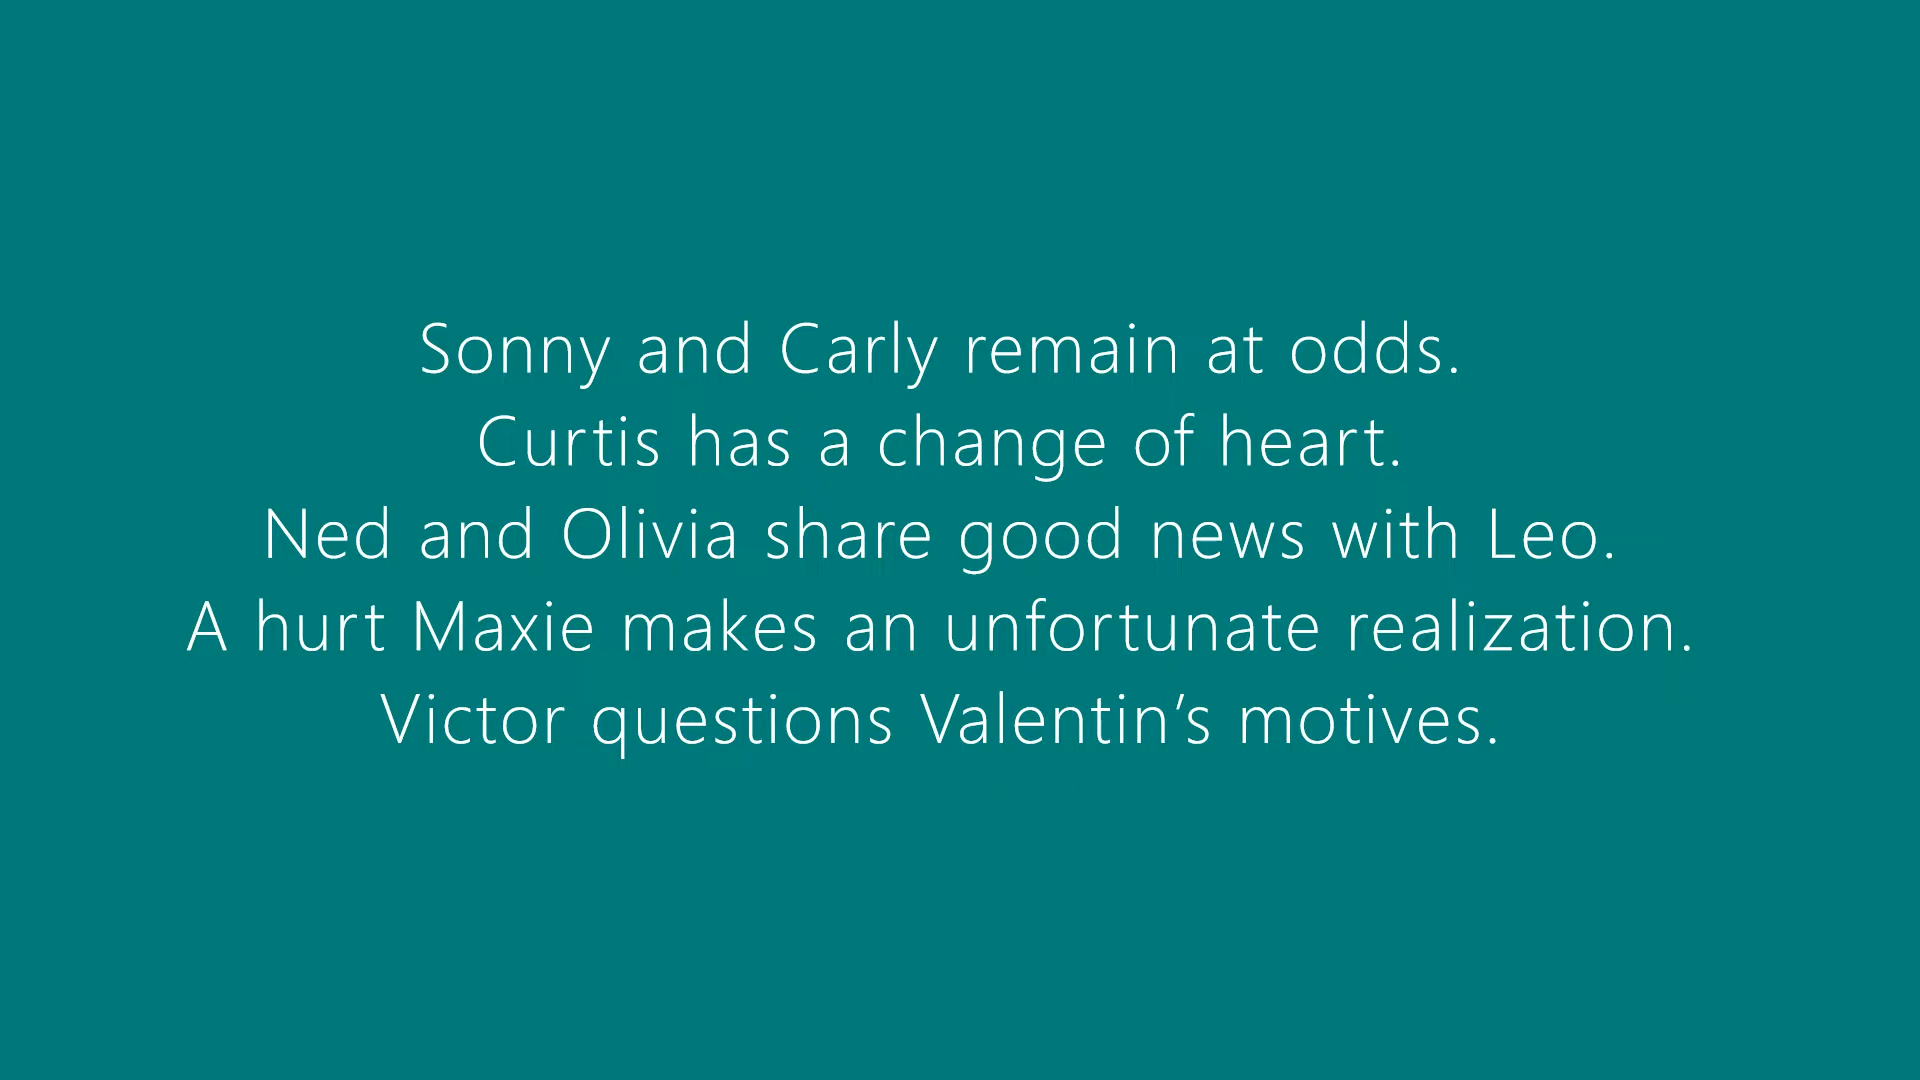 Sonny and Carly remain at odds.
Curtis has a change of heart.
Ned and Olivia share good news with Leo.
A hurt Maxie makes an unfortunate realization.
Victor questions Valentin’s motives.